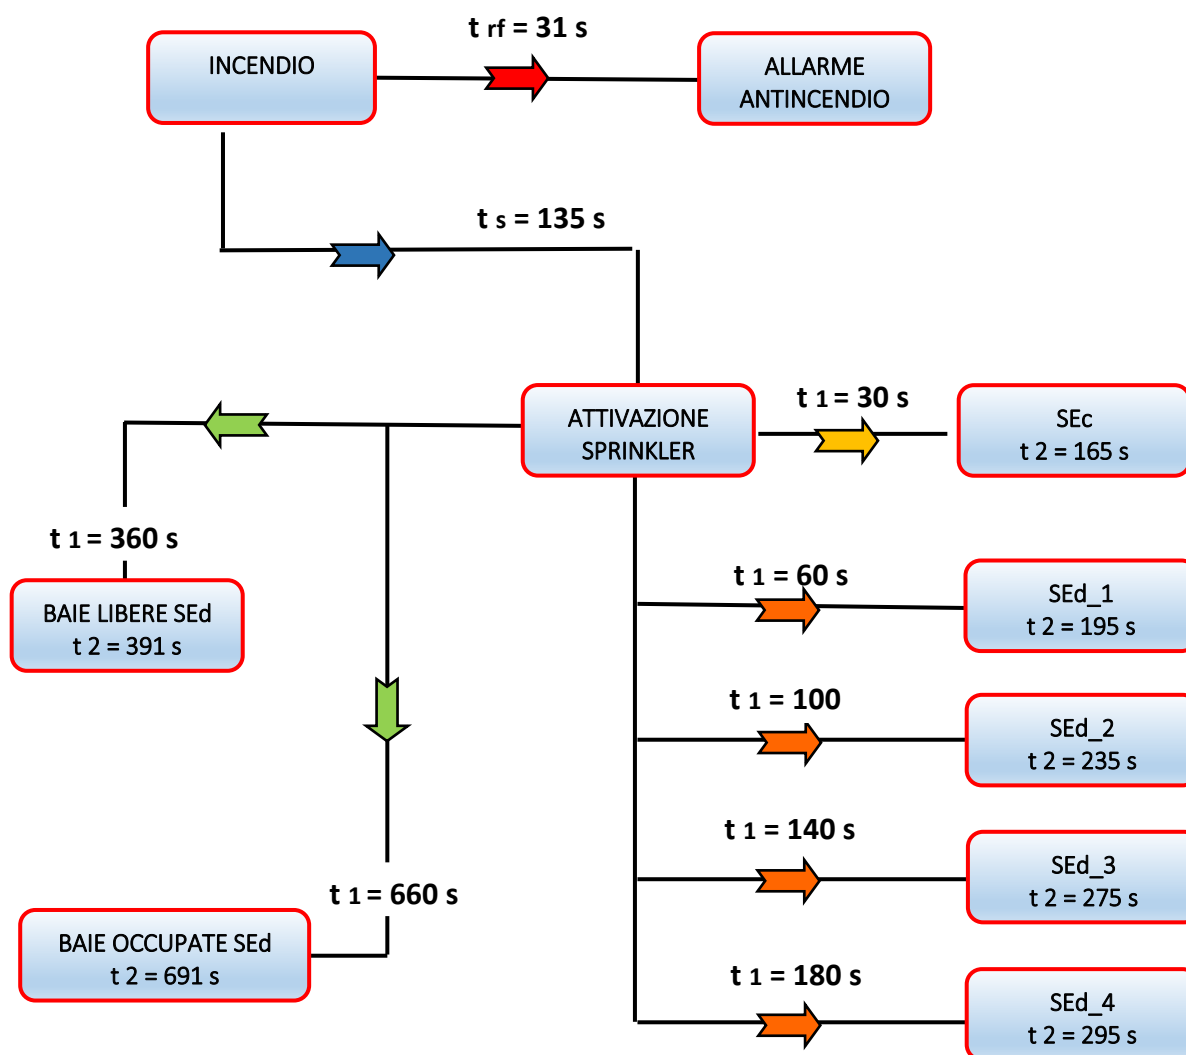 t rf = 31 s
INCENDIO
ALLARME
ANTINCENDIO
t s = 135 s
t 1 = 30 s
ATTIVAZIONE
SPRINKLER
SEc
t 2 = 165 s
t 1 = 360 s
BAIE LIBERE SEd
t 2 = 391 s
t 1 = 60 s
SEd_1
t 2 = 195 s
t 1 = 100
SEd_2
t 2 = 235 s
t 1 = 140 s
SEd_3
t 2 = 275 s
t 1 = 660 s
BAIE OCCUPATE SEd
t 2 = 691 s
t 1 = 180 s
SEd_4
t 2 = 295 s